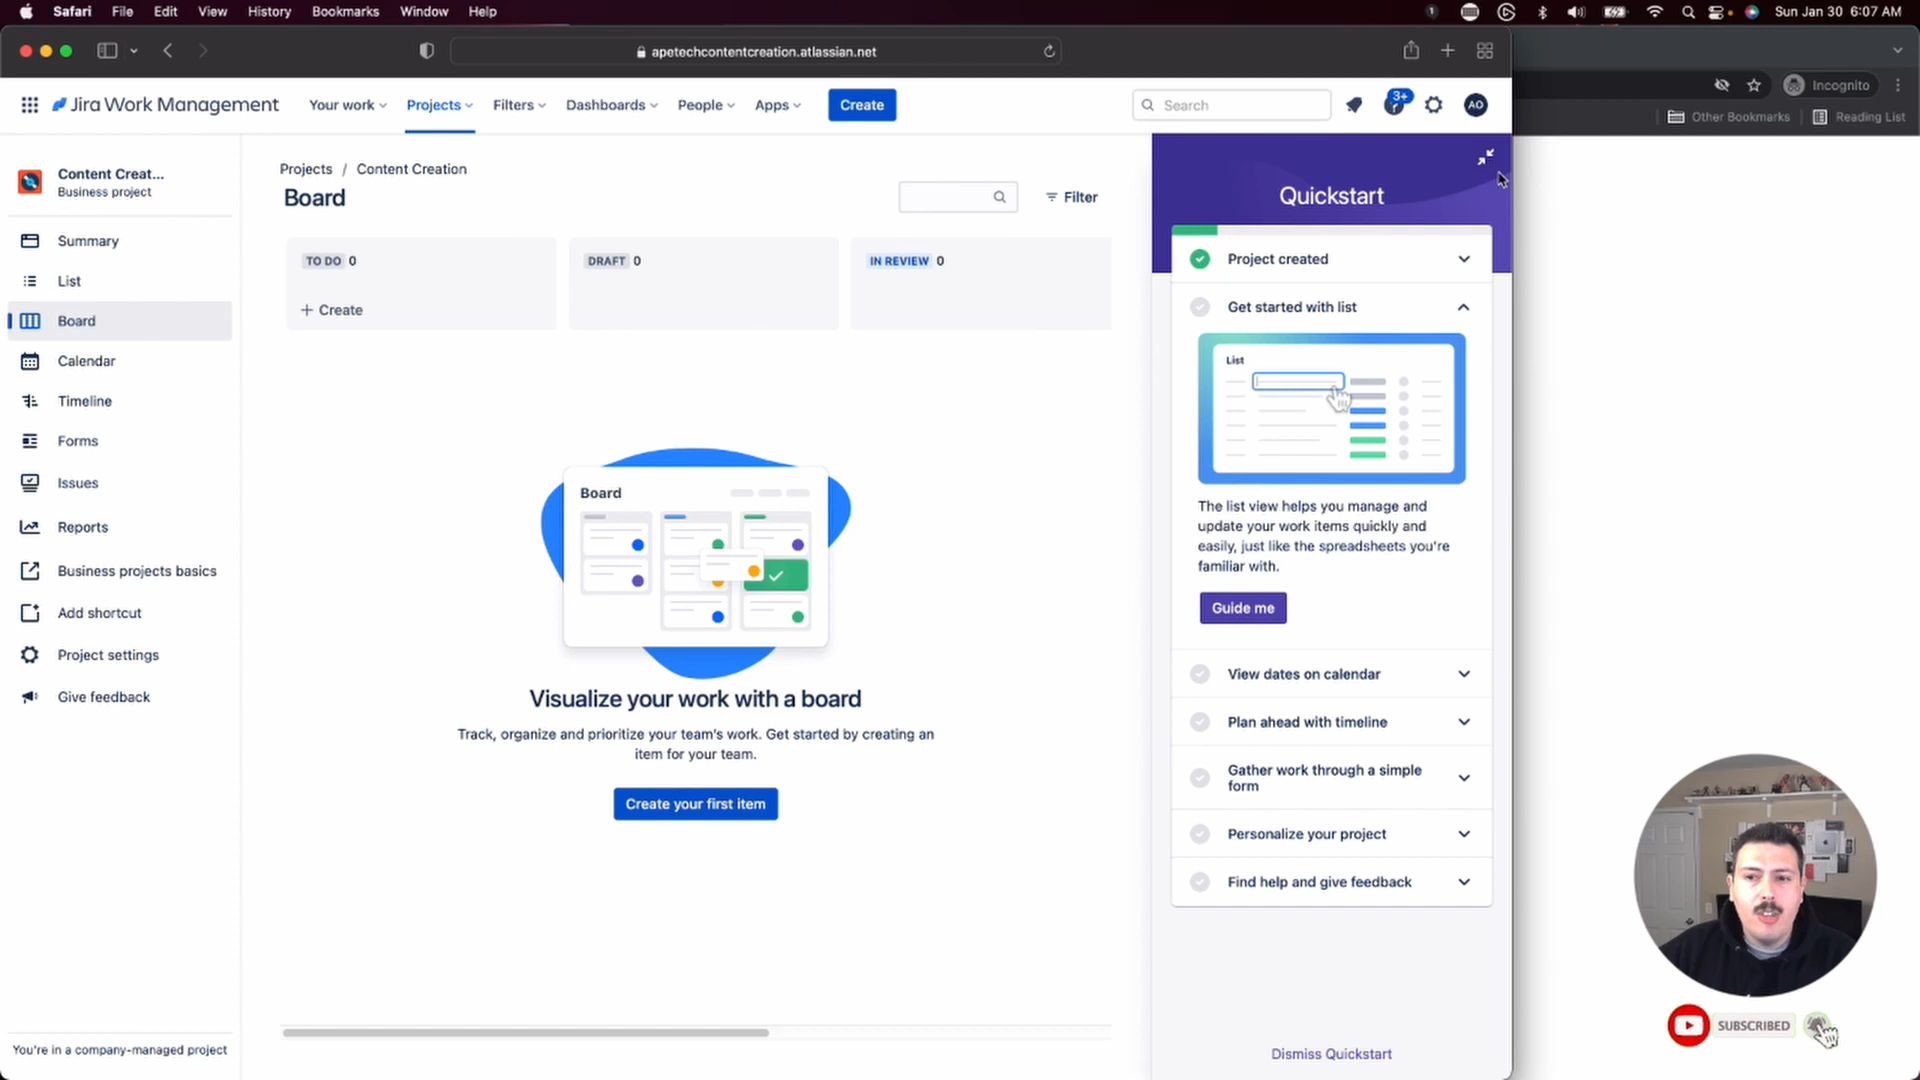 Safari File Edit View History Bookmarks Window Help
Sun Jan 30 6:07 AM
apetechcontentcreation.atlassian.net
Incognito
Other Bookmarks
Reading List
Jira Work Management
Your work
Projects
Filters
Dashboards
People
Apps
Create
Search
3+
AO
Content Creat...
Business project
Summary
List
Board
Calendar
Timeline
Forms
Issues
Reports
Business projects basics
Add shortcut
Project settings
Give feedback
You're in a company-managed project
Projects / Content Creation
Board
Filter
TO DO 0
+ Create
DRAFT 0
IN REVIEW 0
Board
Visualize your work with a board
Track, organize and prioritize your team's work. Get started by creating an
item for your team.
Create your first item
Quickstart
Project created
Get started with list
List
The list view helps you manage and
update your work items quickly and
easily, just like the spreadsheets you're
familiar with.
Guide me
View dates on calendar
Plan ahead with timeline
Gather work through a simple
form
Personalize your project
Find help and give feedback
Dismiss Quickstart
SUBSCRIBED